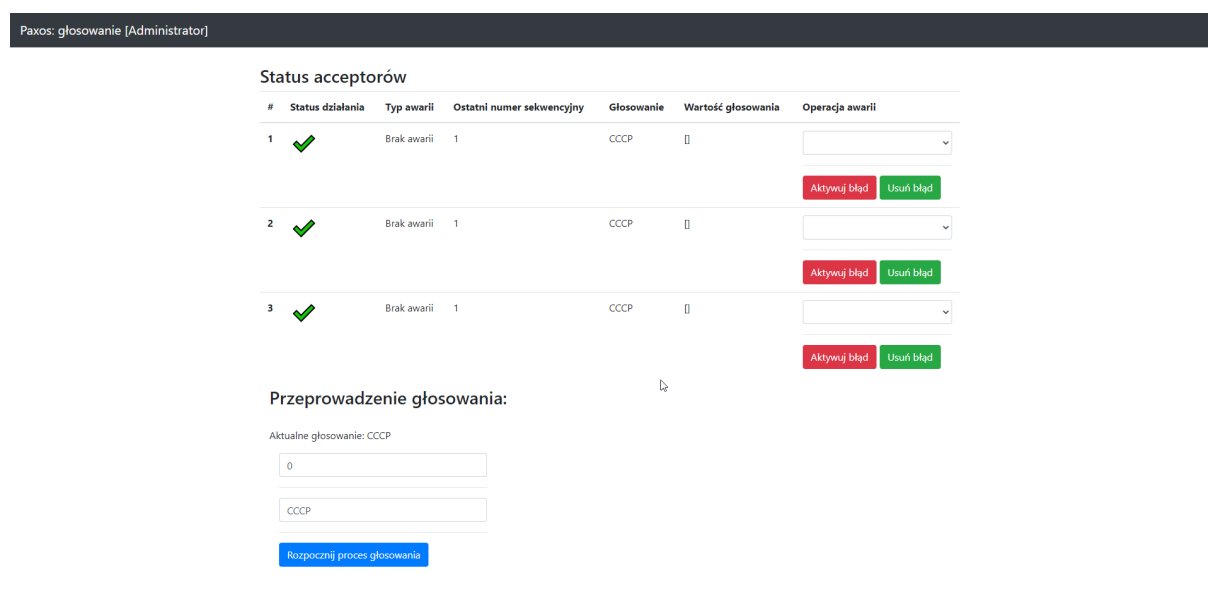 Paxos: głosowanie [Administrator]
Status acceptorów
# Status działania Typ awarii Ostatni numer sekwencyjny Głosowanie Wartość głosowania Operacja awarii
1 Brak awarii 1 CCCP []
Aktywuj błąd Usuń błąd
2 Brak awarii 1 CCCP []
Aktywuj błąd Usuń błąd
3 Brak awarii 1 CCCP []
Aktywuj błąd Usuń błąd
Przeprowadzenie głosowania:
Aktualne głosowanie: CCCP
0
CCCP
Rozpocznij proces głosowania